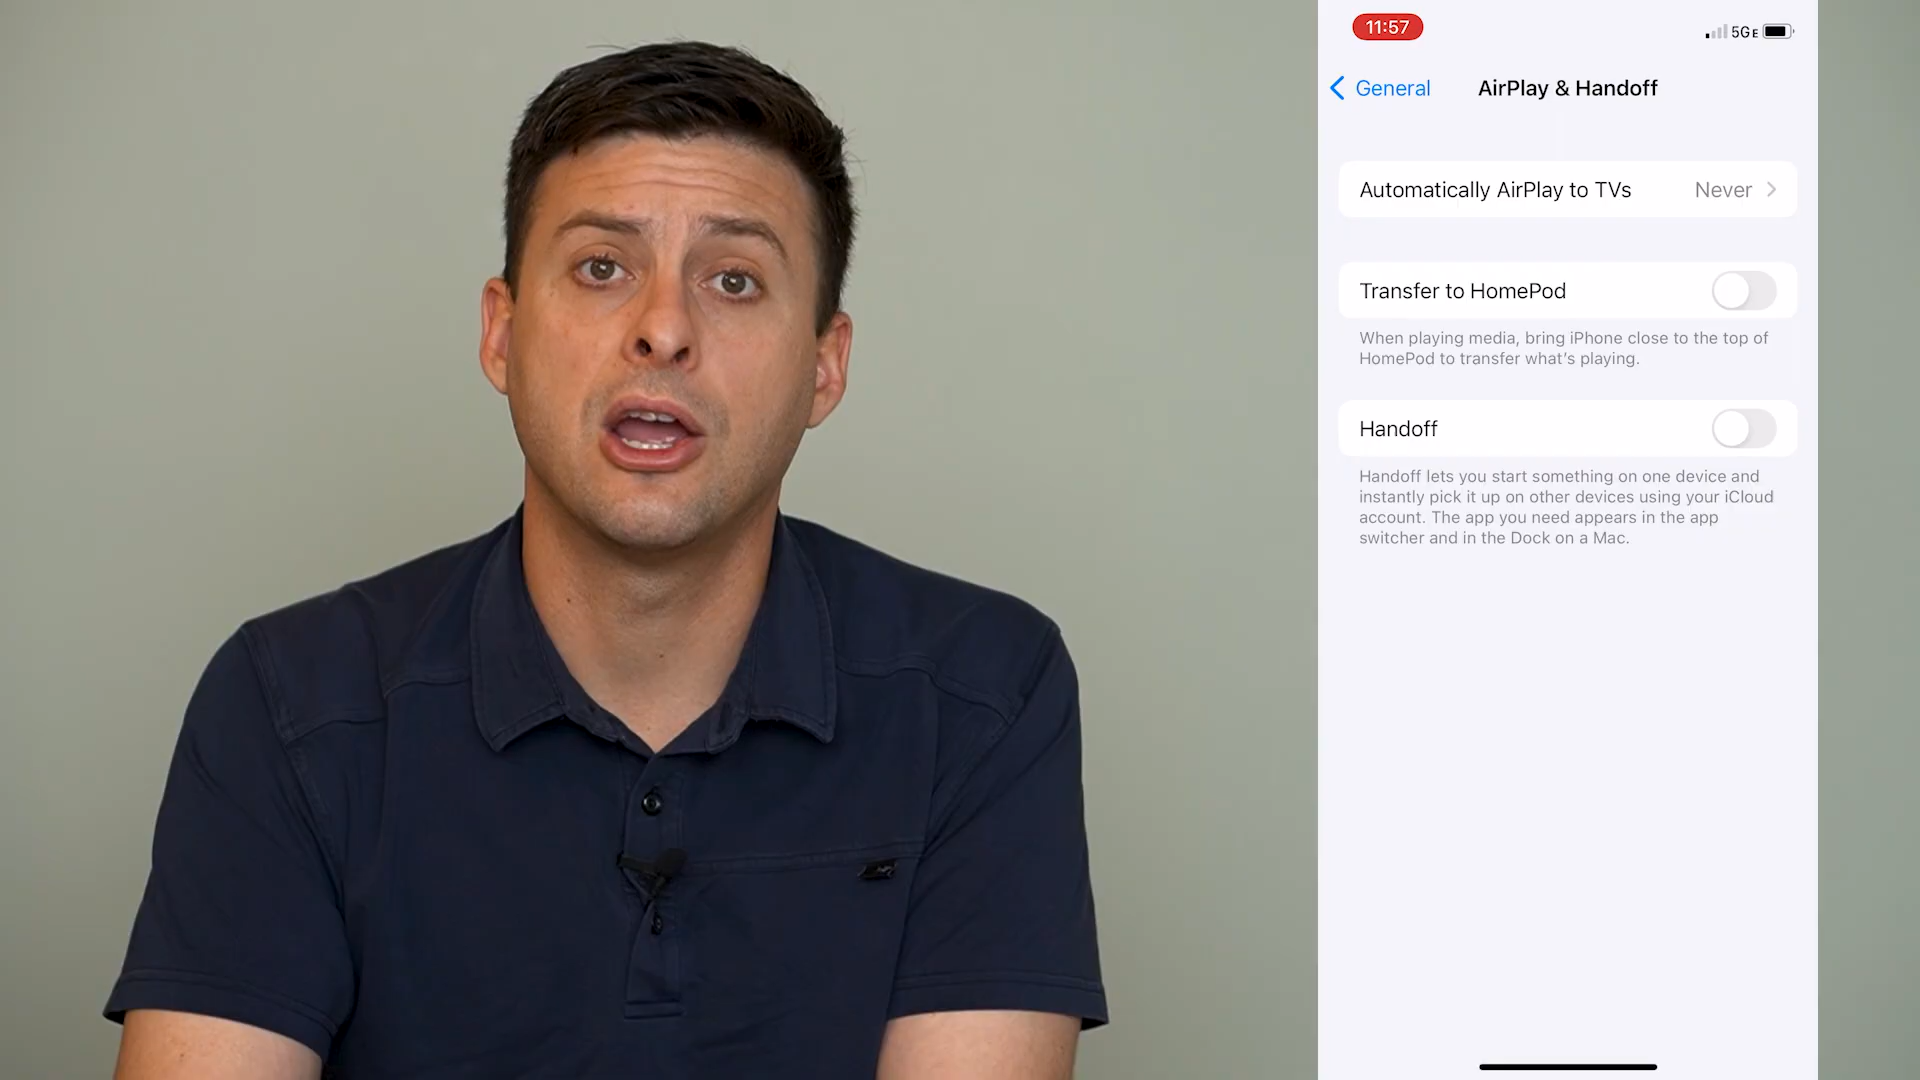 11:57
5GE
General
AirPlay & Handoff
Automatically AirPlay to TVs
Never
Transfer to HomePod
When playing media, bring iPhone close to the top of
HomePod to transfer what's playing.
Handoff
Handoff lets you start something on one device and
instantly pick it up on other devices using your iCloud
account. The app you need appears in the app
switcher and in the Dock on a Mac.